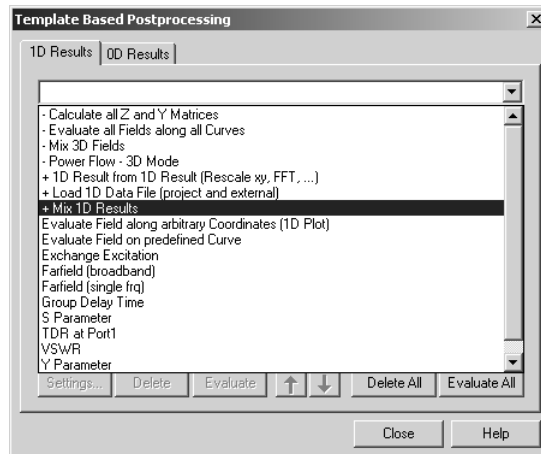 Template Based Postprocessing
1D Results 0D Results
- Calculate all Z and Y Matrices
- Evaluate all Fields along all Curves
- Mix 3D Fields
- Power Flow - 3D Mode
+ 1D Result from 1D Result (Rescale xy, FFT, ...)
+ Load 1D Data File (project and external)
+ Mix 1D Results
Evaluate Field along arbitrary Coordinates (1D Plot)
Evaluate Field on predefined Curve
Exchange Excitation
Farfield (broadband)
Farfield (single frq)
Group Delay Time
S Parameter
TDR at Port1
VSWR
Y Parameter
Settings... Delete Evaluate Delete All Evaluate All
Close Help